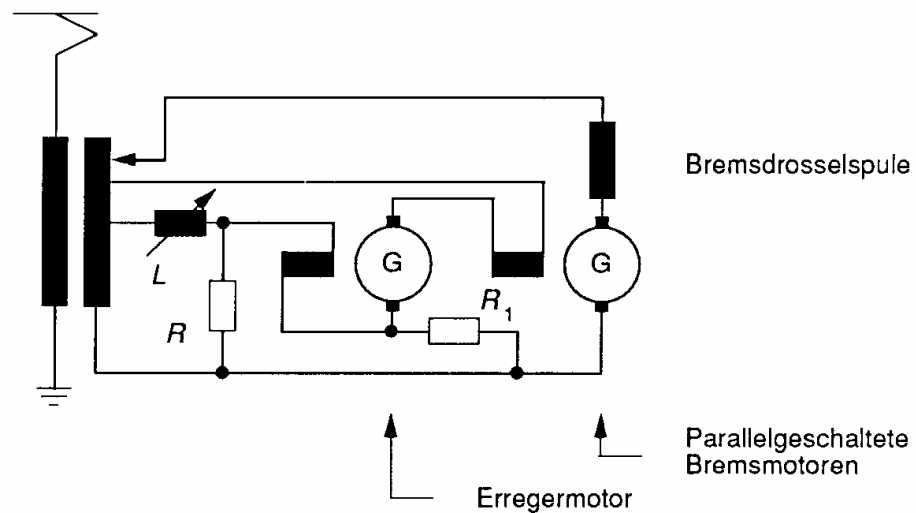 Bremsdrosselspule
G
G
L
R
R1
Parallelgeschaltete
Bremsmotoren
Erregermotor